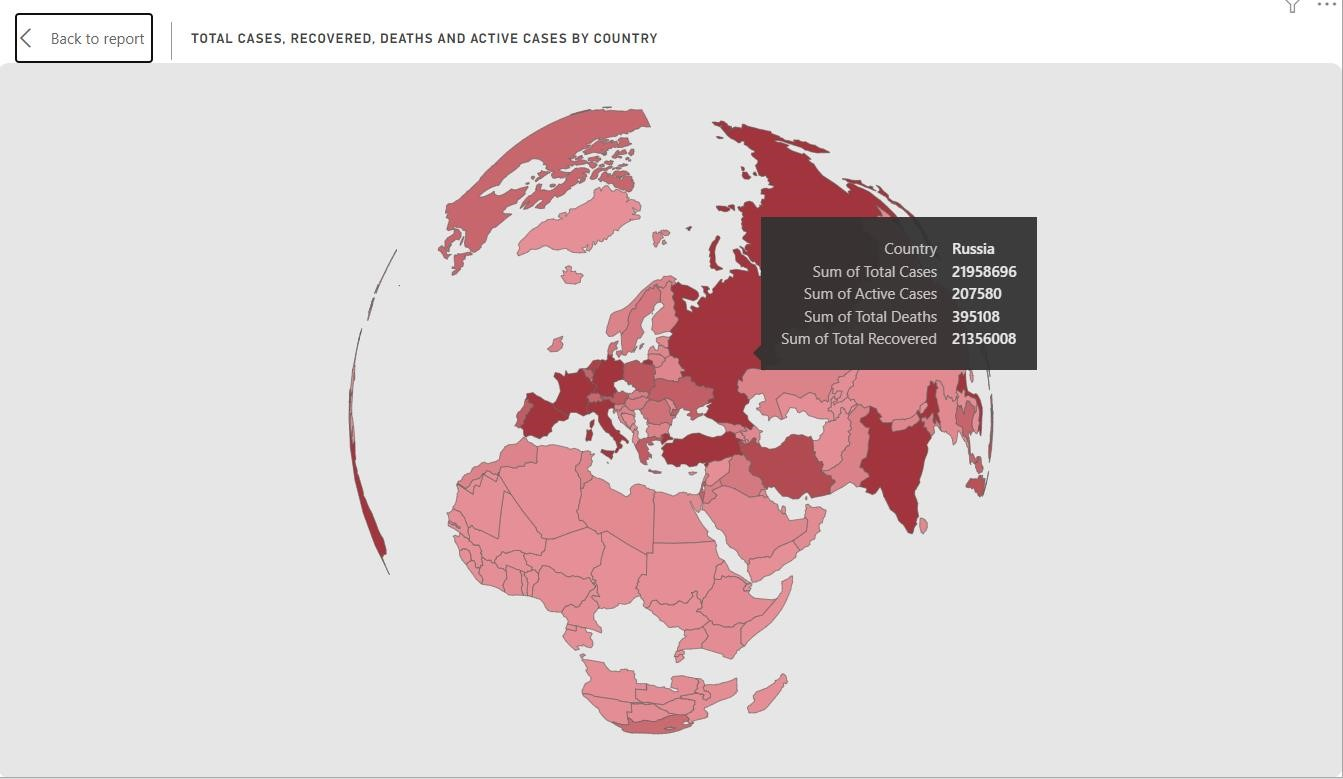 Back to report
TOTAL CASES, RECOVERED, DEATHS AND ACTIVE CASES BY COUNTRY
Country Russia
Sum of Total Cases 21958696
Sum of Active Cases 207580
Sum of Total Deaths 395108
Sum of Total Recovered 21356008